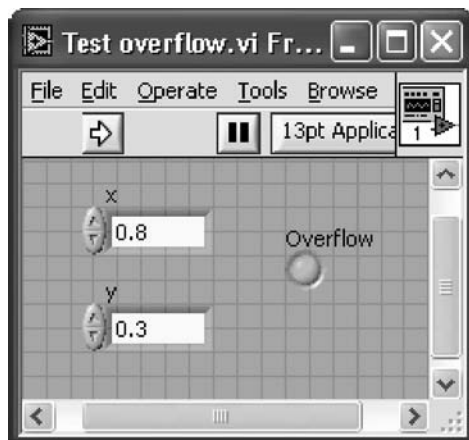 Test overflow.vi Fr...
File Edit Operate Tools Browse
13pt Applica
1
x
0.8
Overflow
y
0.3